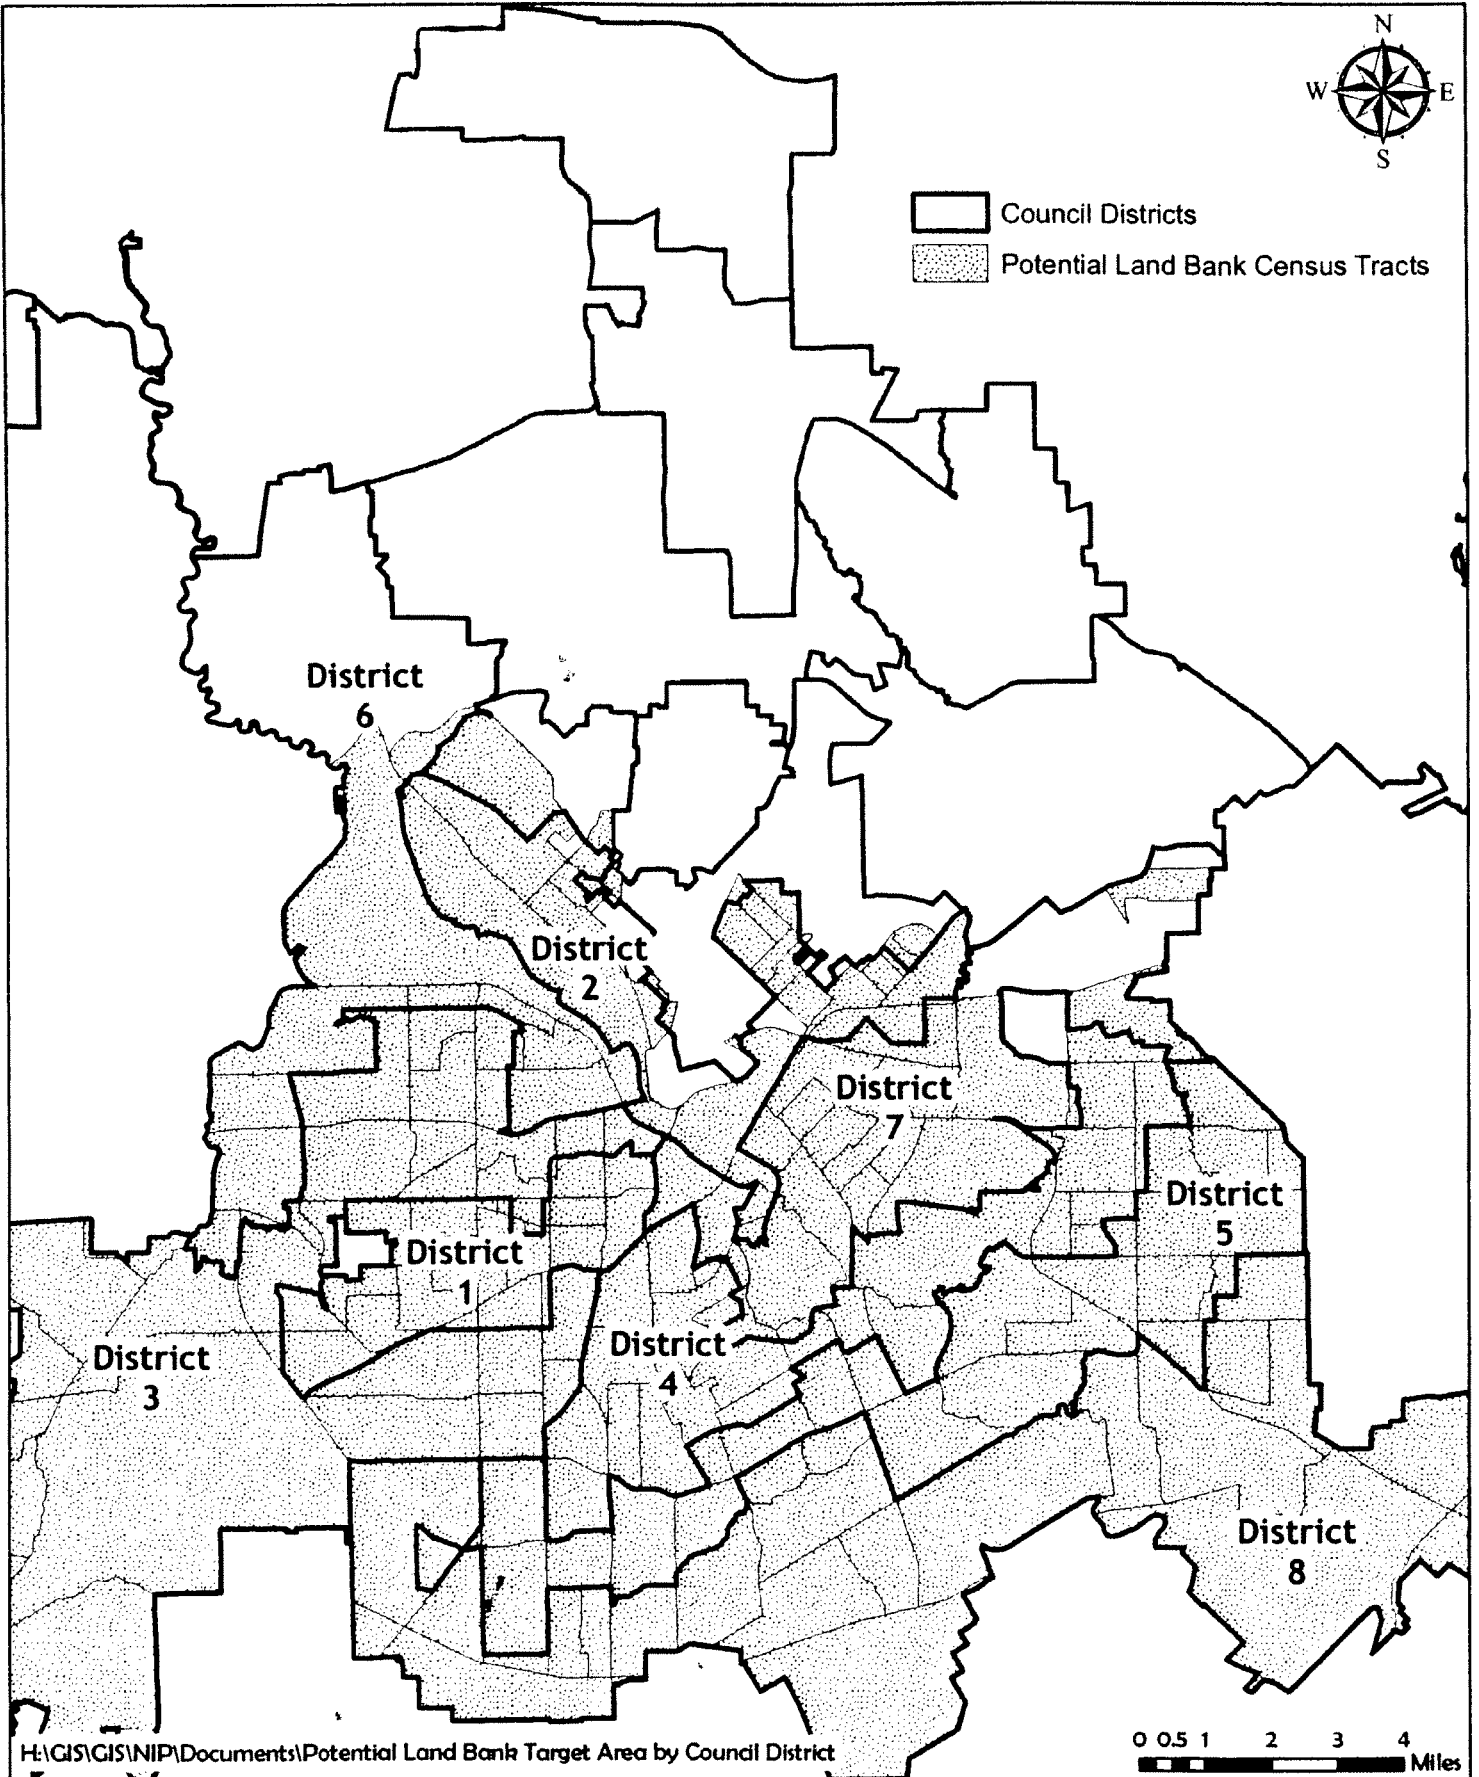 N
W E
S
Council Districts
Potential Land Bank Census Tracts
District
6
District
2
District
7
District
5
District
1
District
3
District
4
District
8
H:\GIS\GIS\NIP\Documents\Potential Land Bank Target Area by Council District
0 0.5 1 2 3 4
Miles